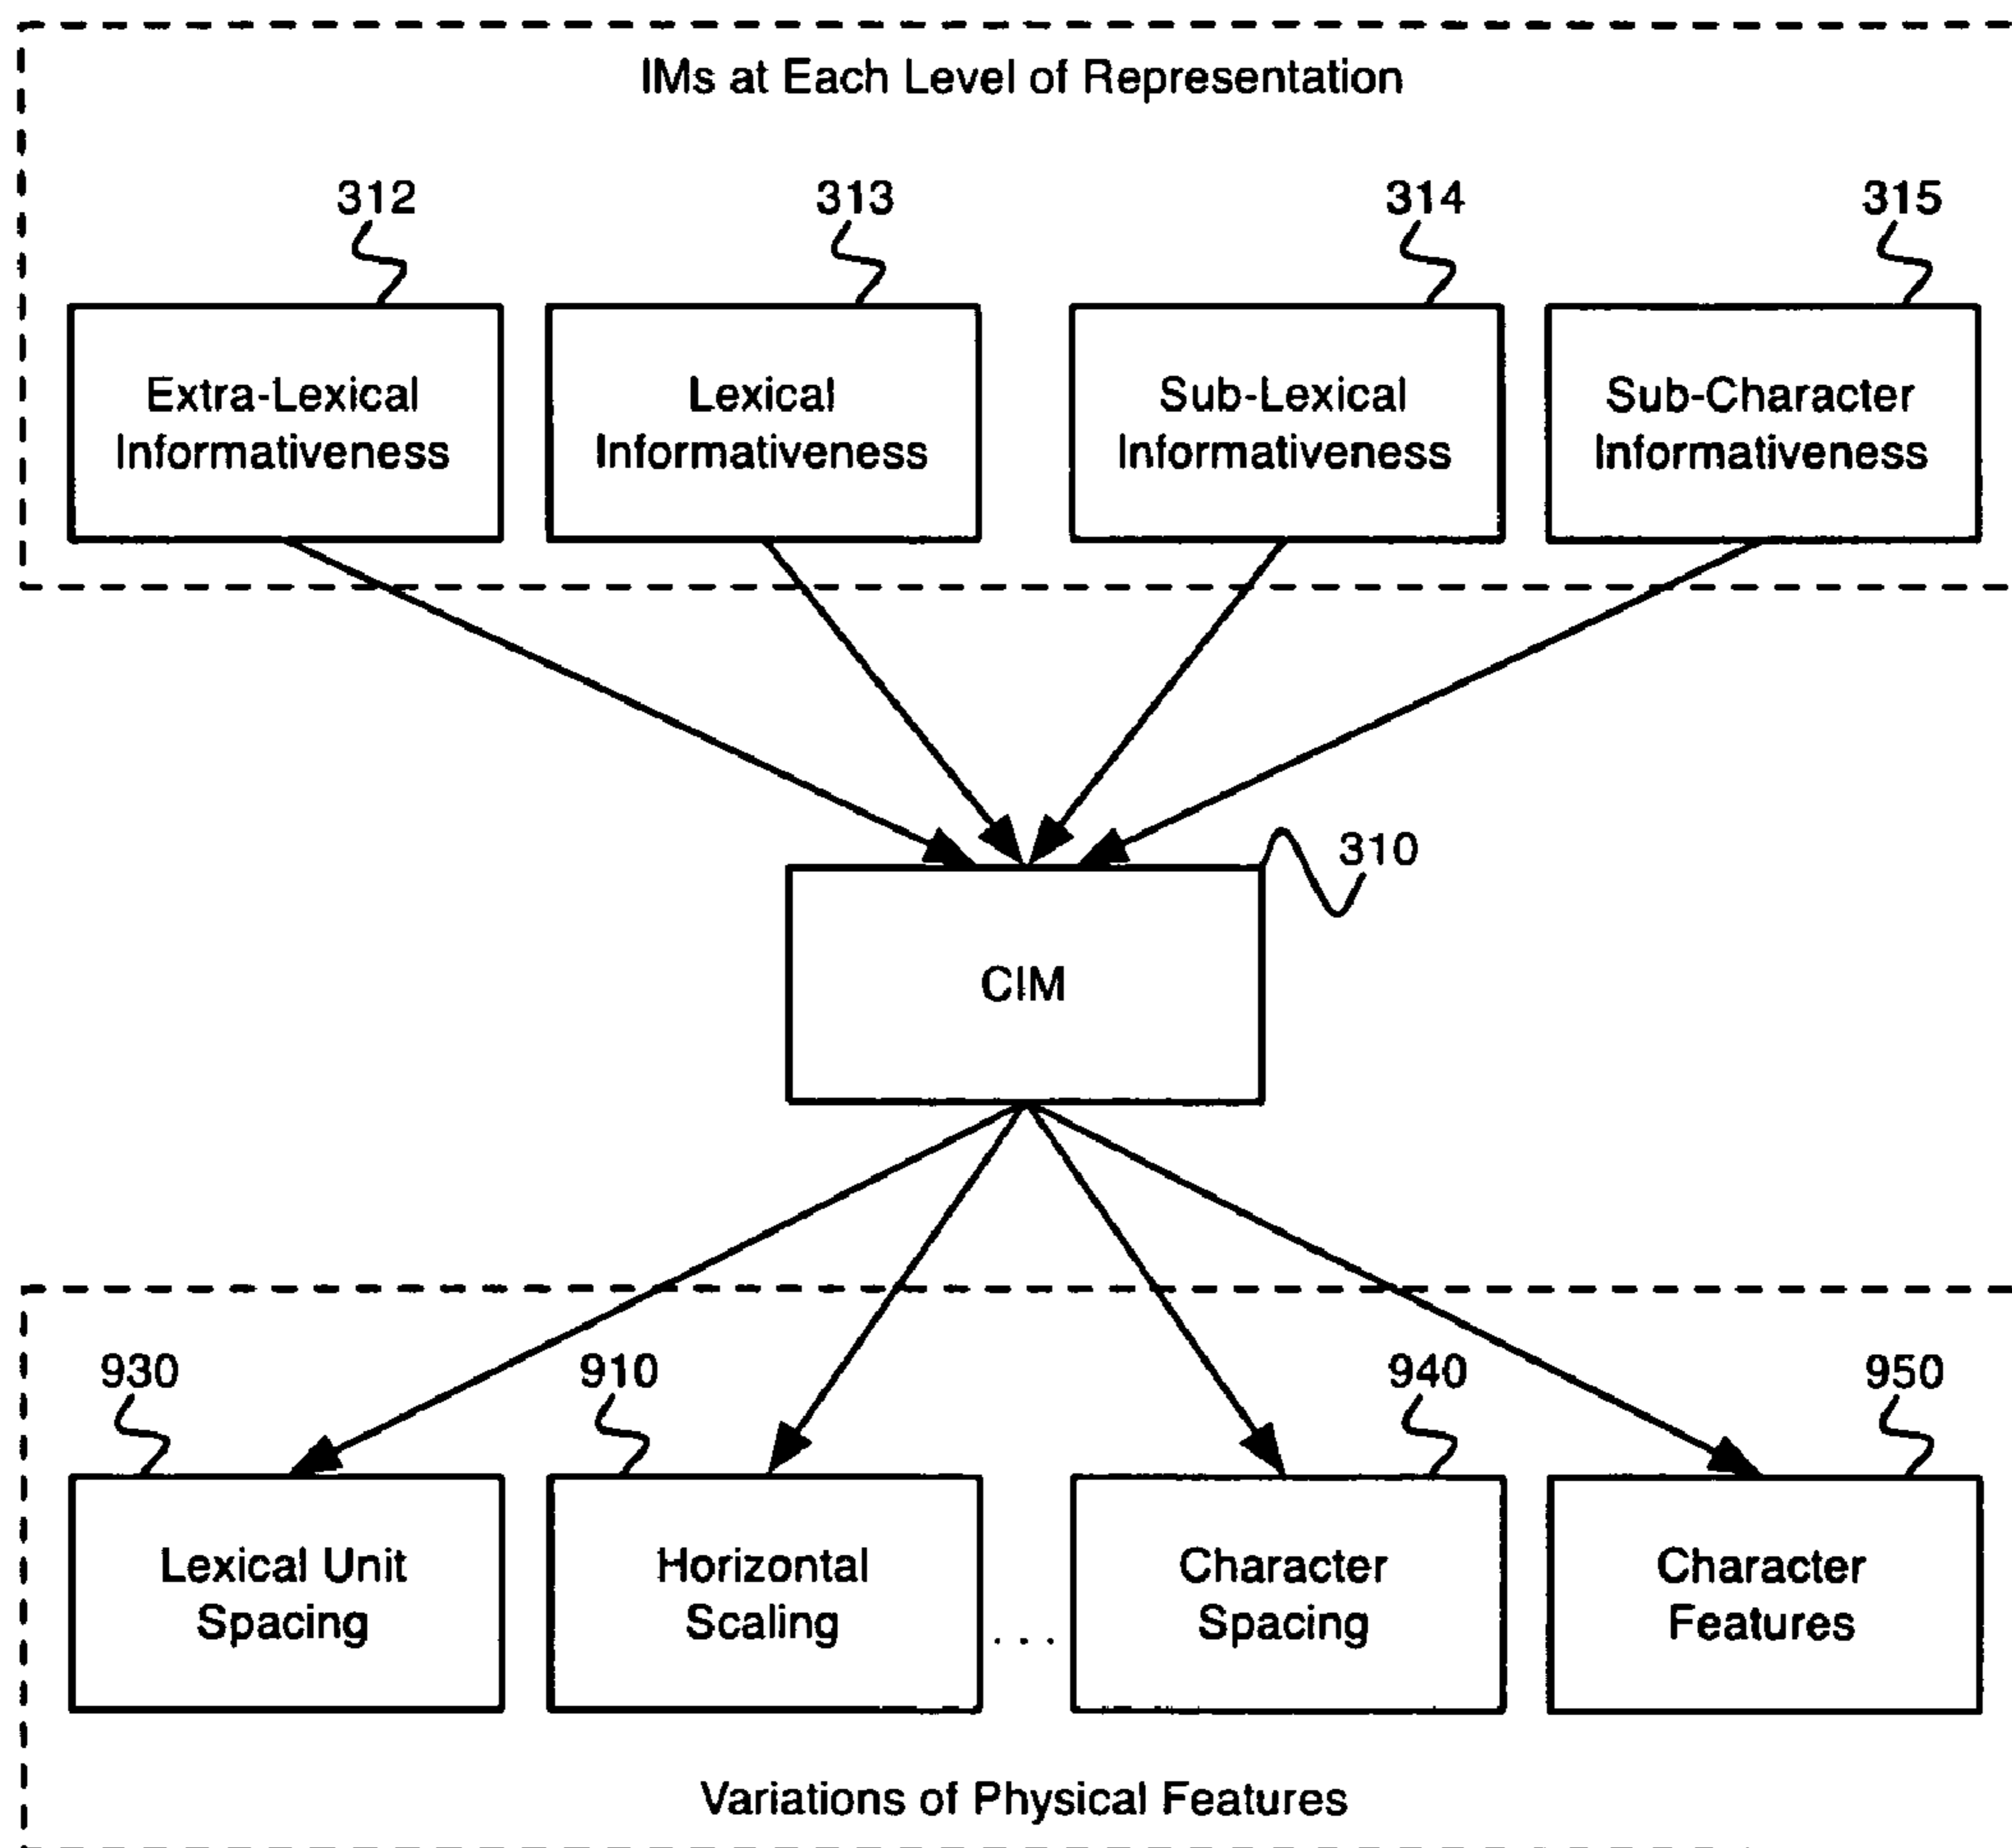 IMs at Each Level of Representation
312
313
314
315
Extra-Lexical
Informativeness
Lexical
Informativeness
Sub-Lexical
Informativeness
Sub-Character
Informativeness
310
CIM
930
910
940
950
Lexical Unit
Spacing
Horizontal
Scaling
. . .
Character
Spacing
Character
Features
Variations of Physical Features